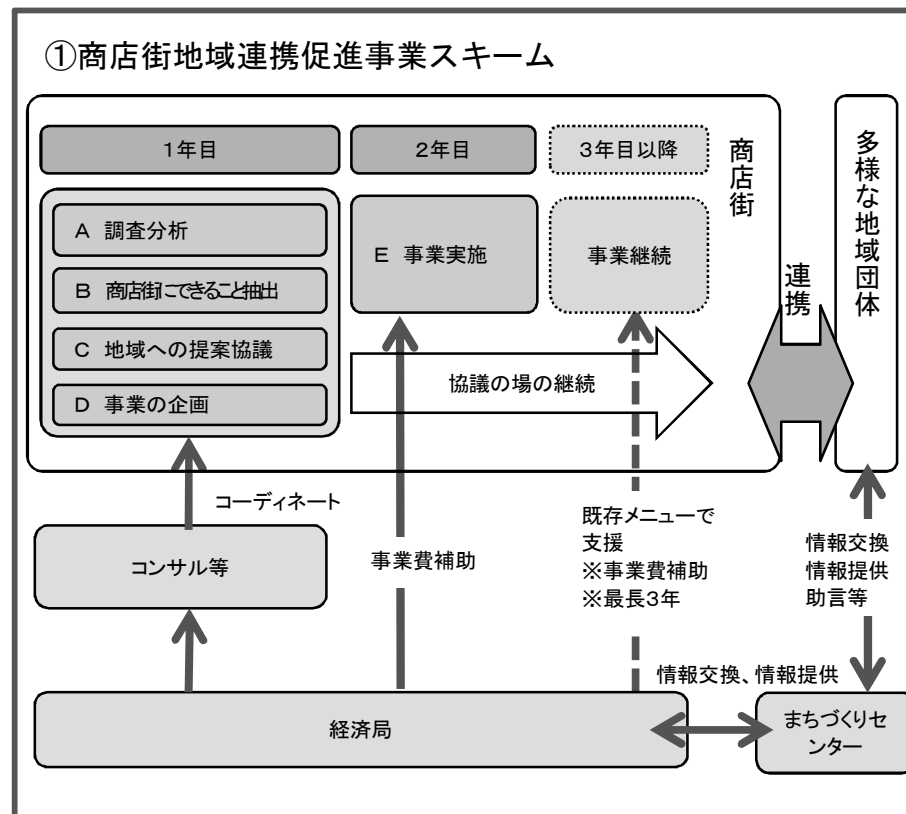 ①商店街地域連携促進事業スキーム
1年目
2年目
3年目以降
商店街
多様な地域団体
A 調査分析
B 商店街にできること抽出
C 地域への提案協議
D 事業の企画
E 事業実施
事業継続
連携
協議の場の継続
コーディネート
コンサル等
事業費補助
既存メニューで
支援
※事業費補助
※最長3年
情報交換
情報提供
助言等
情報交換、情報提供
経済局
まちづくりセ
ンター